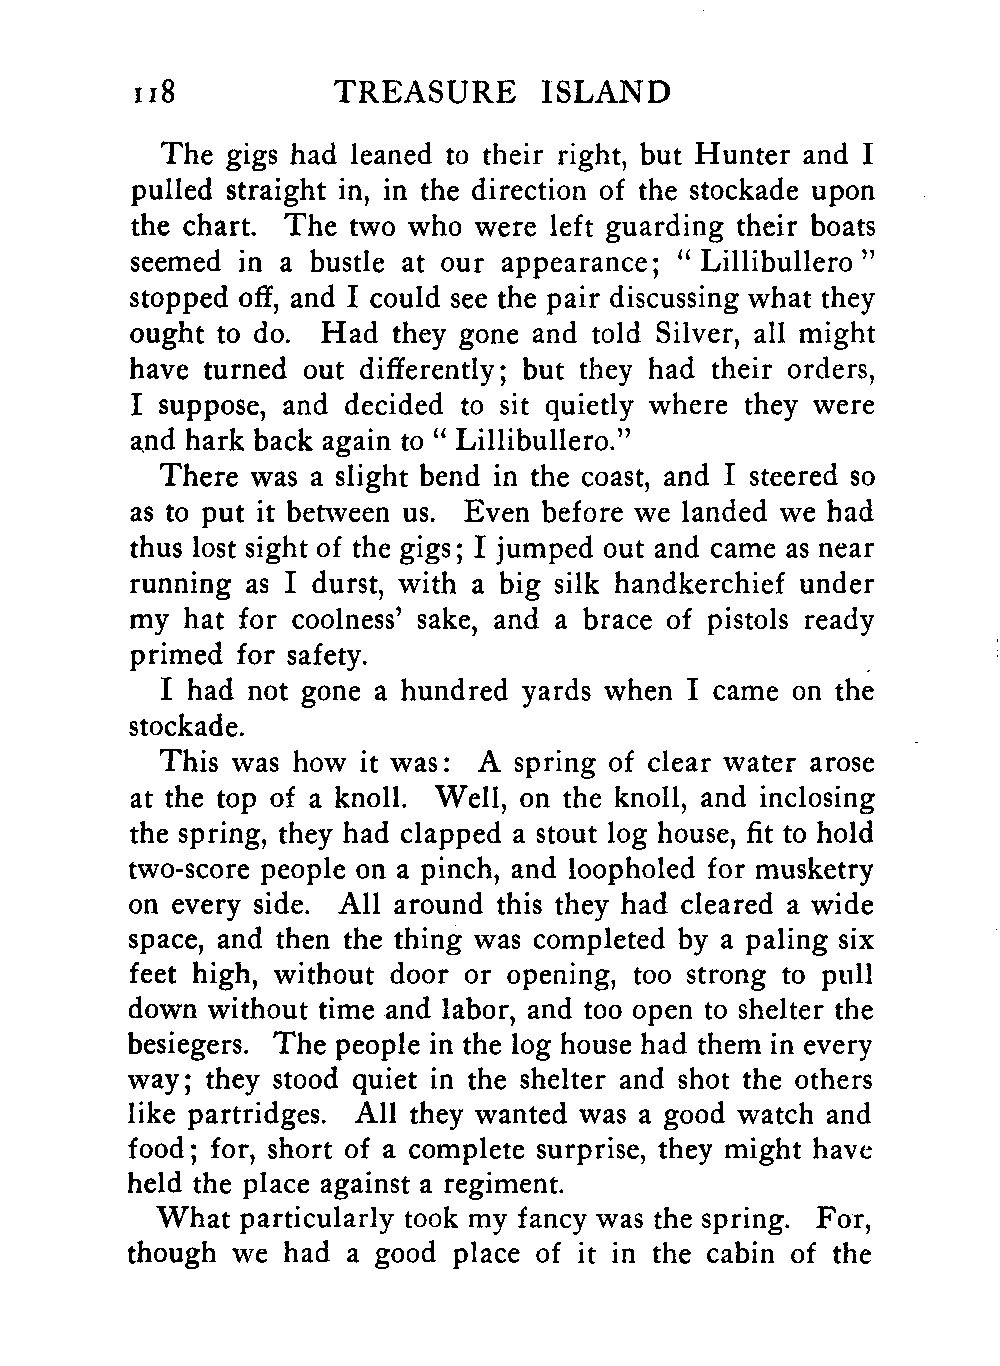 118 TREASURE ISLAND
The gigs had leaned to their right, but Hunter and I
pulled straight in, in the direction of the stockade upon
the chart. The two who were left guarding their boats
seemed in a bustle at our appearance; “ Lillibullero ”
stopped off, and I could see the pair discussing what they
ought to do. Had they gone and told Silver, all might
have turned out differently; but they had their orders,
I suppose, and decided to sit quietly where they were
and hark back again to “ Lillibullero.”
There was a slight bend in the coast, and I steered so
as to put it between us. Even before we landed we had
thus lost sight of the gigs; I jumped out and came as near
running as I durst, with a big silk handkerchief under
my hat for coolness’ sake, and a brace of pistols ready
primed for safety.
I had not gone a hundred yards when I came on the
stockade.
This was how it was: A spring of clear water arose
at the top of a knoll. Well, on the knoll, and inclosing
the spring, they had clapped a stout log house, fit to hold
two-score people on a pinch, and loopholed for musketry
on every side. All around this they had cleared a wide
space, and then the thing was completed by a paling six
feet high, without door or opening, too strong to pull
down without time and labor, and too open to shelter the
besiegers. The people in the log house had them in every
way; they stood quiet in the shelter and shot the others
like partridges. All they wanted was a good watch and
food; for, short of a complete surprise, they might have
held the place against a regiment.
What particularly took my fancy was the spring. For,
though we had a good place of it in the cabin of the